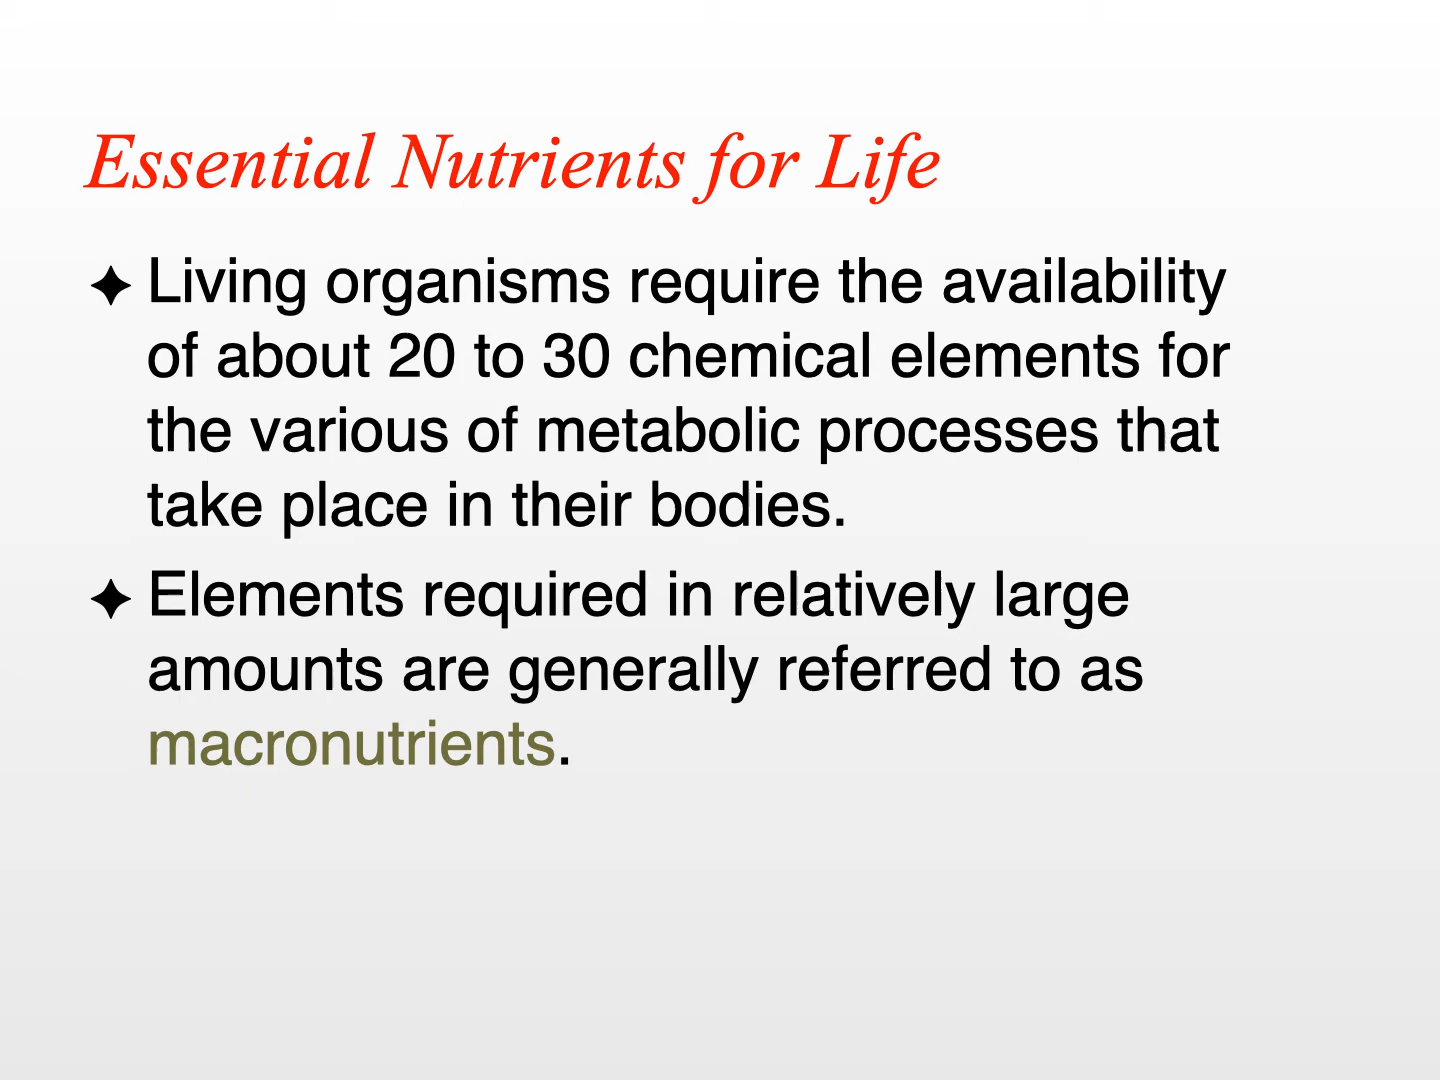 Essential Nutrients for Life
✦ Living organisms require the availability
of about 20 to 30 chemical elements for
the various of metabolic processes that
take place in their bodies.
✦ Elements required in relatively large
amounts are generally referred to as
macronutrients.